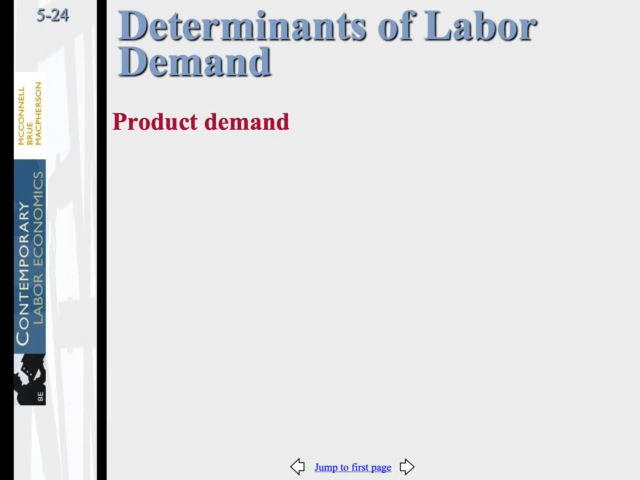 5-24
Determinants of Labor
Demand
Product demand
MCCONNELL
BRUE
MACPHERSON
CONTEMPORARY
LABOR ECONOMICS
8E
Jump to first page